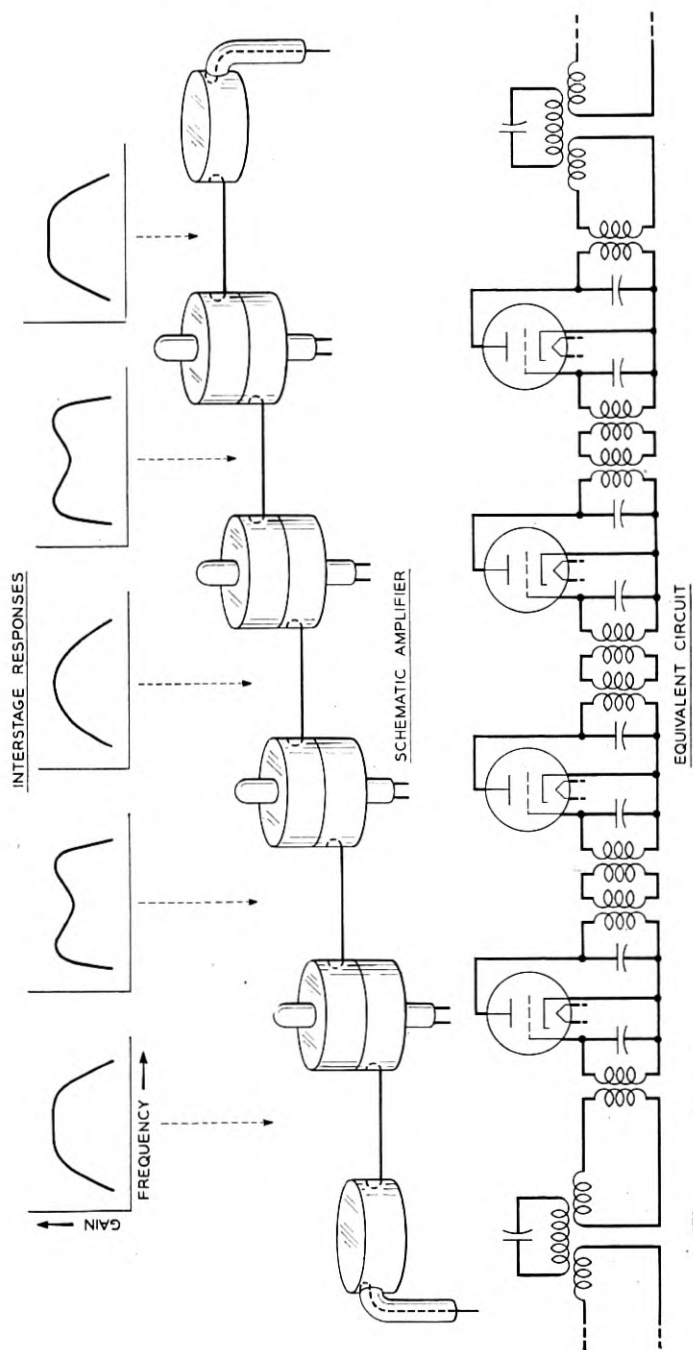 INTERSTAGE RESPONSES
GAIN
FREQUENCY
SCHEMATIC AMPLIFIER
EQUIVALENT CIRCUIT